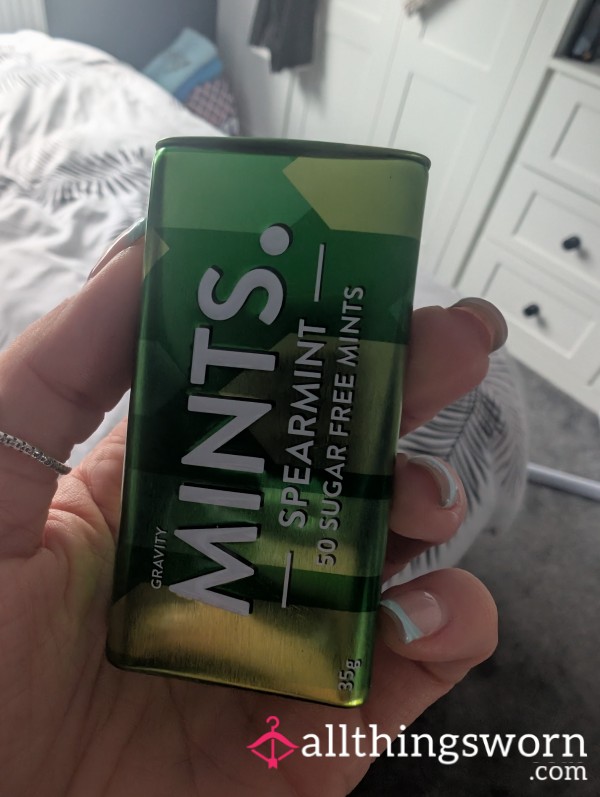 GRAVITY
MINTS.
SPEARMINT
50 SUGAR FREE MINTS
35g
allthingsworn
.com